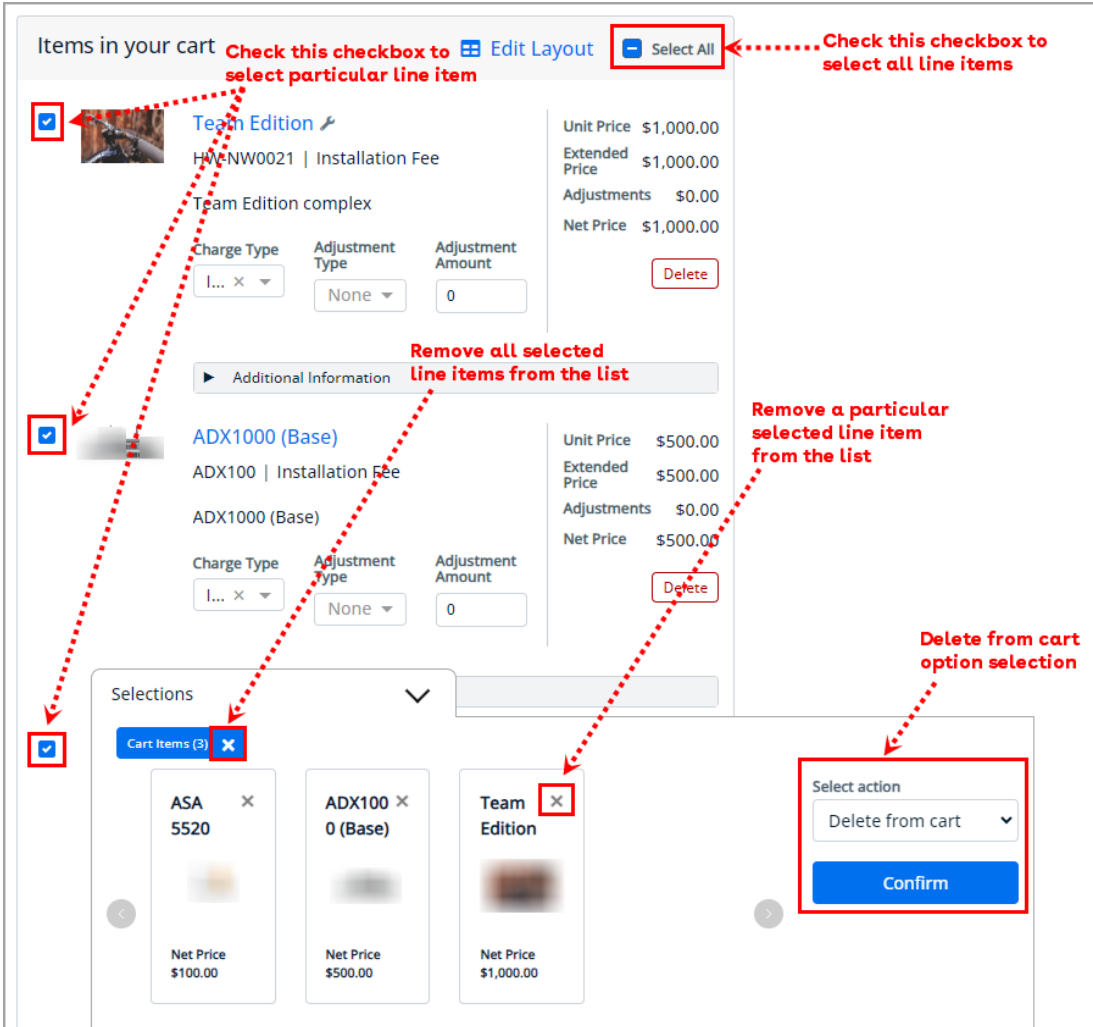 Items in your cart
Check this checkbox to
select particular line item
Edit Layout
Select All
Check this checkbox to
select all line items
Team Edition
HW-NW0021 | Installation Fee
Team Edition complex
Charge Type
Adjustment
Type
Adjustment
Amount
I...
None
0
Unit Price $1,000.00
Extended
Price $1,000.00
Adjustments $0.00
Net Price $1,000.00
Delete
Additional Information
Remove all selected
line items from the list
ADX1000 (Base)
ADX100 | Installation Fee
ADX1000 (Base)
Charge Type
Adjustment
Type
Adjustment
Amount
I...
None
0
Unit Price $500.00
Extended
Price $500.00
Adjustments $0.00
Net Price $500.00
Delete
Remove a particular
selected line item
from the list
Delete from cart
option selection
Selections
Cart Items (3)
ASA
5520
Net Price
$100.00
ADX100
0 (Base)
Net Price
$500.00
Team
Edition
Net Price
$1,000.00
Select action
Delete from cart
Confirm